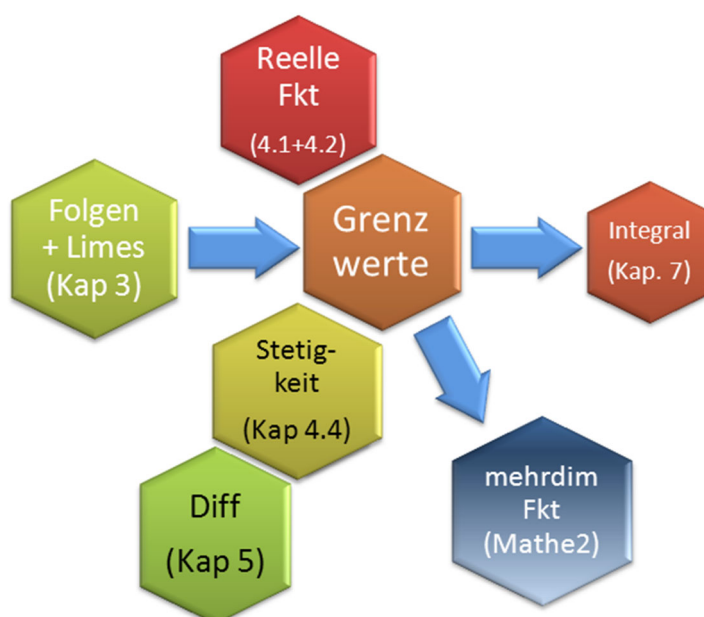 Reelle
Fkt
(4.1+4.2)
Folgen
+ Limes
(Kap 3)
Grenz
werte
Integral
(Kap. 7)
Stetig-
keit
(Kap 4.4)
mehrdim
Fkt
(Mathe2)
Diff
(Kap 5)